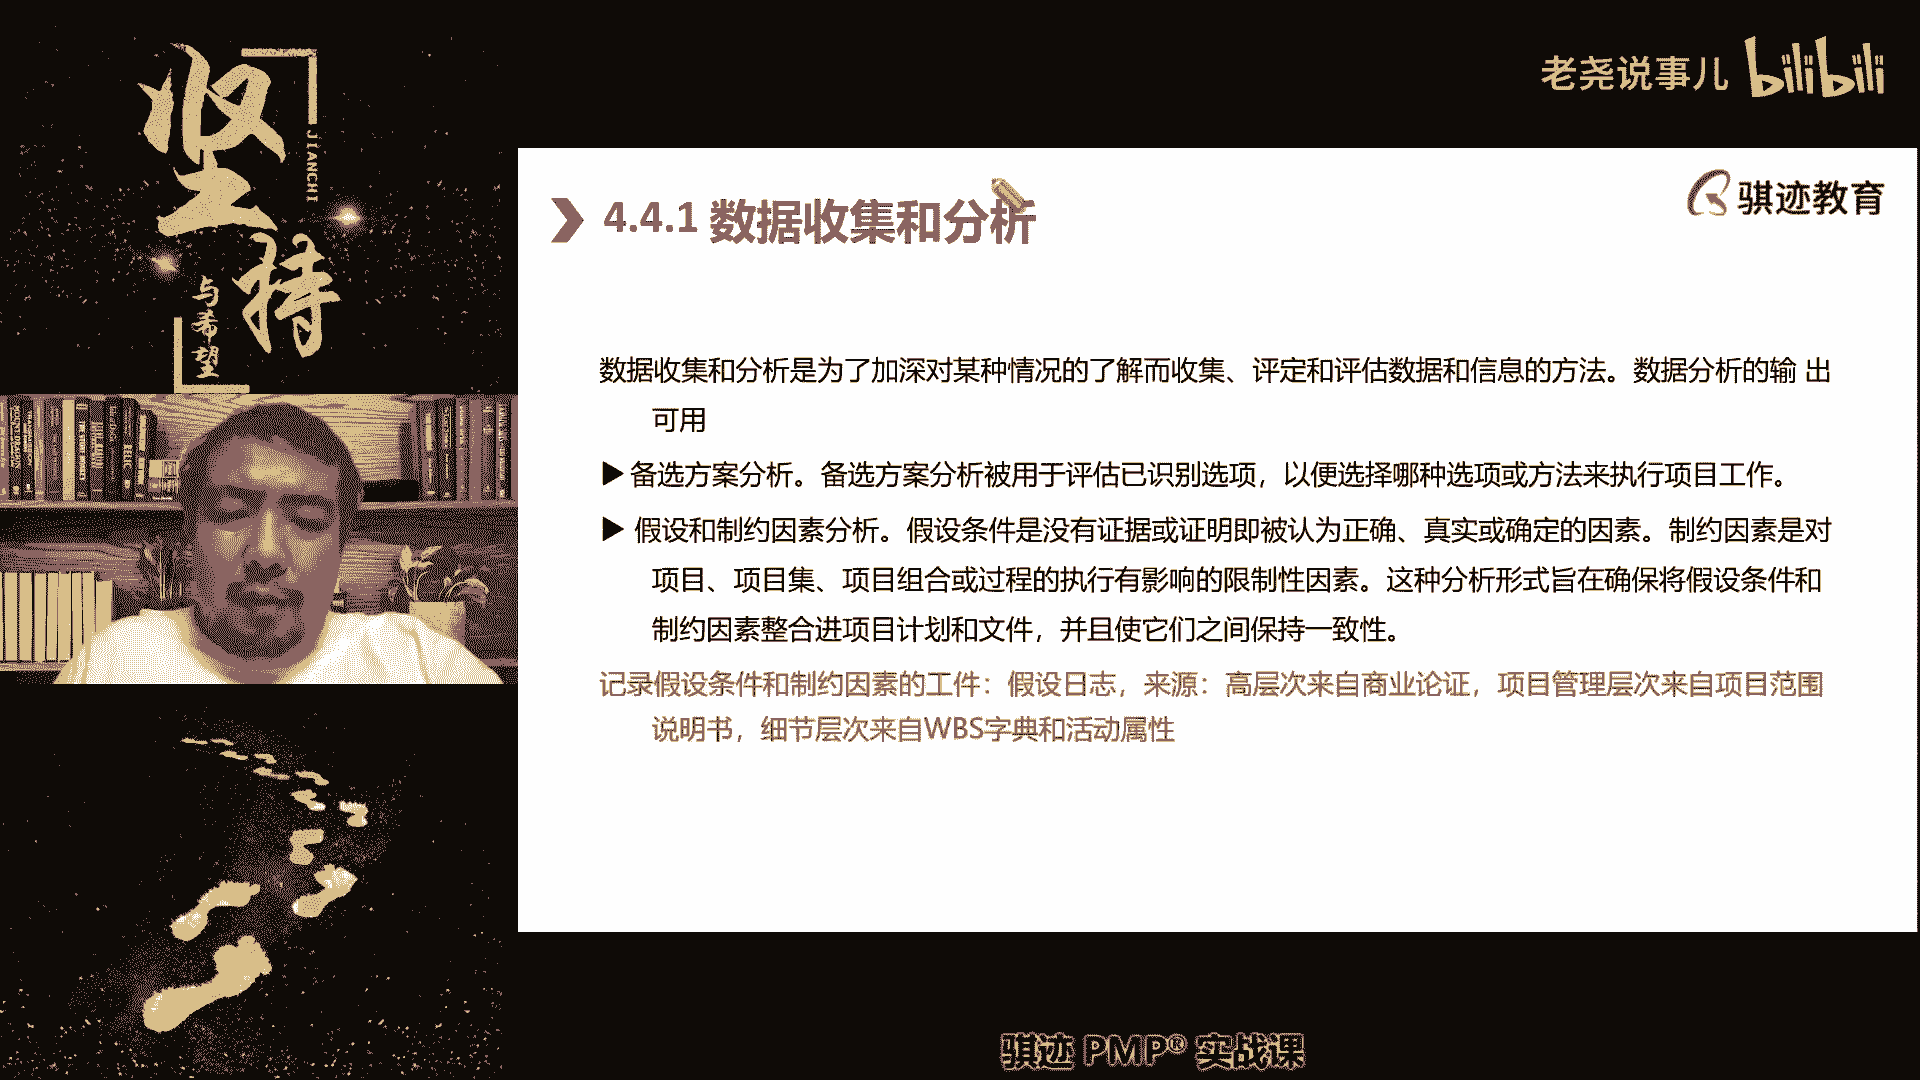 坚持
JIANCHI
与希望
老尧说事儿 bilibili
骐迹教育
4.4.1 数据收集和分析
数据收集和分析是为了加深对某种情况的了解而收集、评定和评估数据和信息的方法。数据分析的输 出
可用
▶ 备选方案分析。备选方案分析被用于评估已识别选项，以便选择哪种选项或方法来执行项目工作。
▶ 假设和制约因素分析。假设条件是没有证据或证明即被认为正确、真实或确定的因素。制约因素是对
项目、项目集、项目组合或过程的执行有影响的限制性因素。这种分析形式旨在确保将假设条件和
制约因素整合进项目计划和文件，并且使它们之间保持一致性。
记录假设条件和制约因素的工件：假设日志，来源：高层次来自商业论证，项目管理层次来自项目范围
说明书，细节层次来自WBS字典和活动属性
骐迹 PMP® 实战课